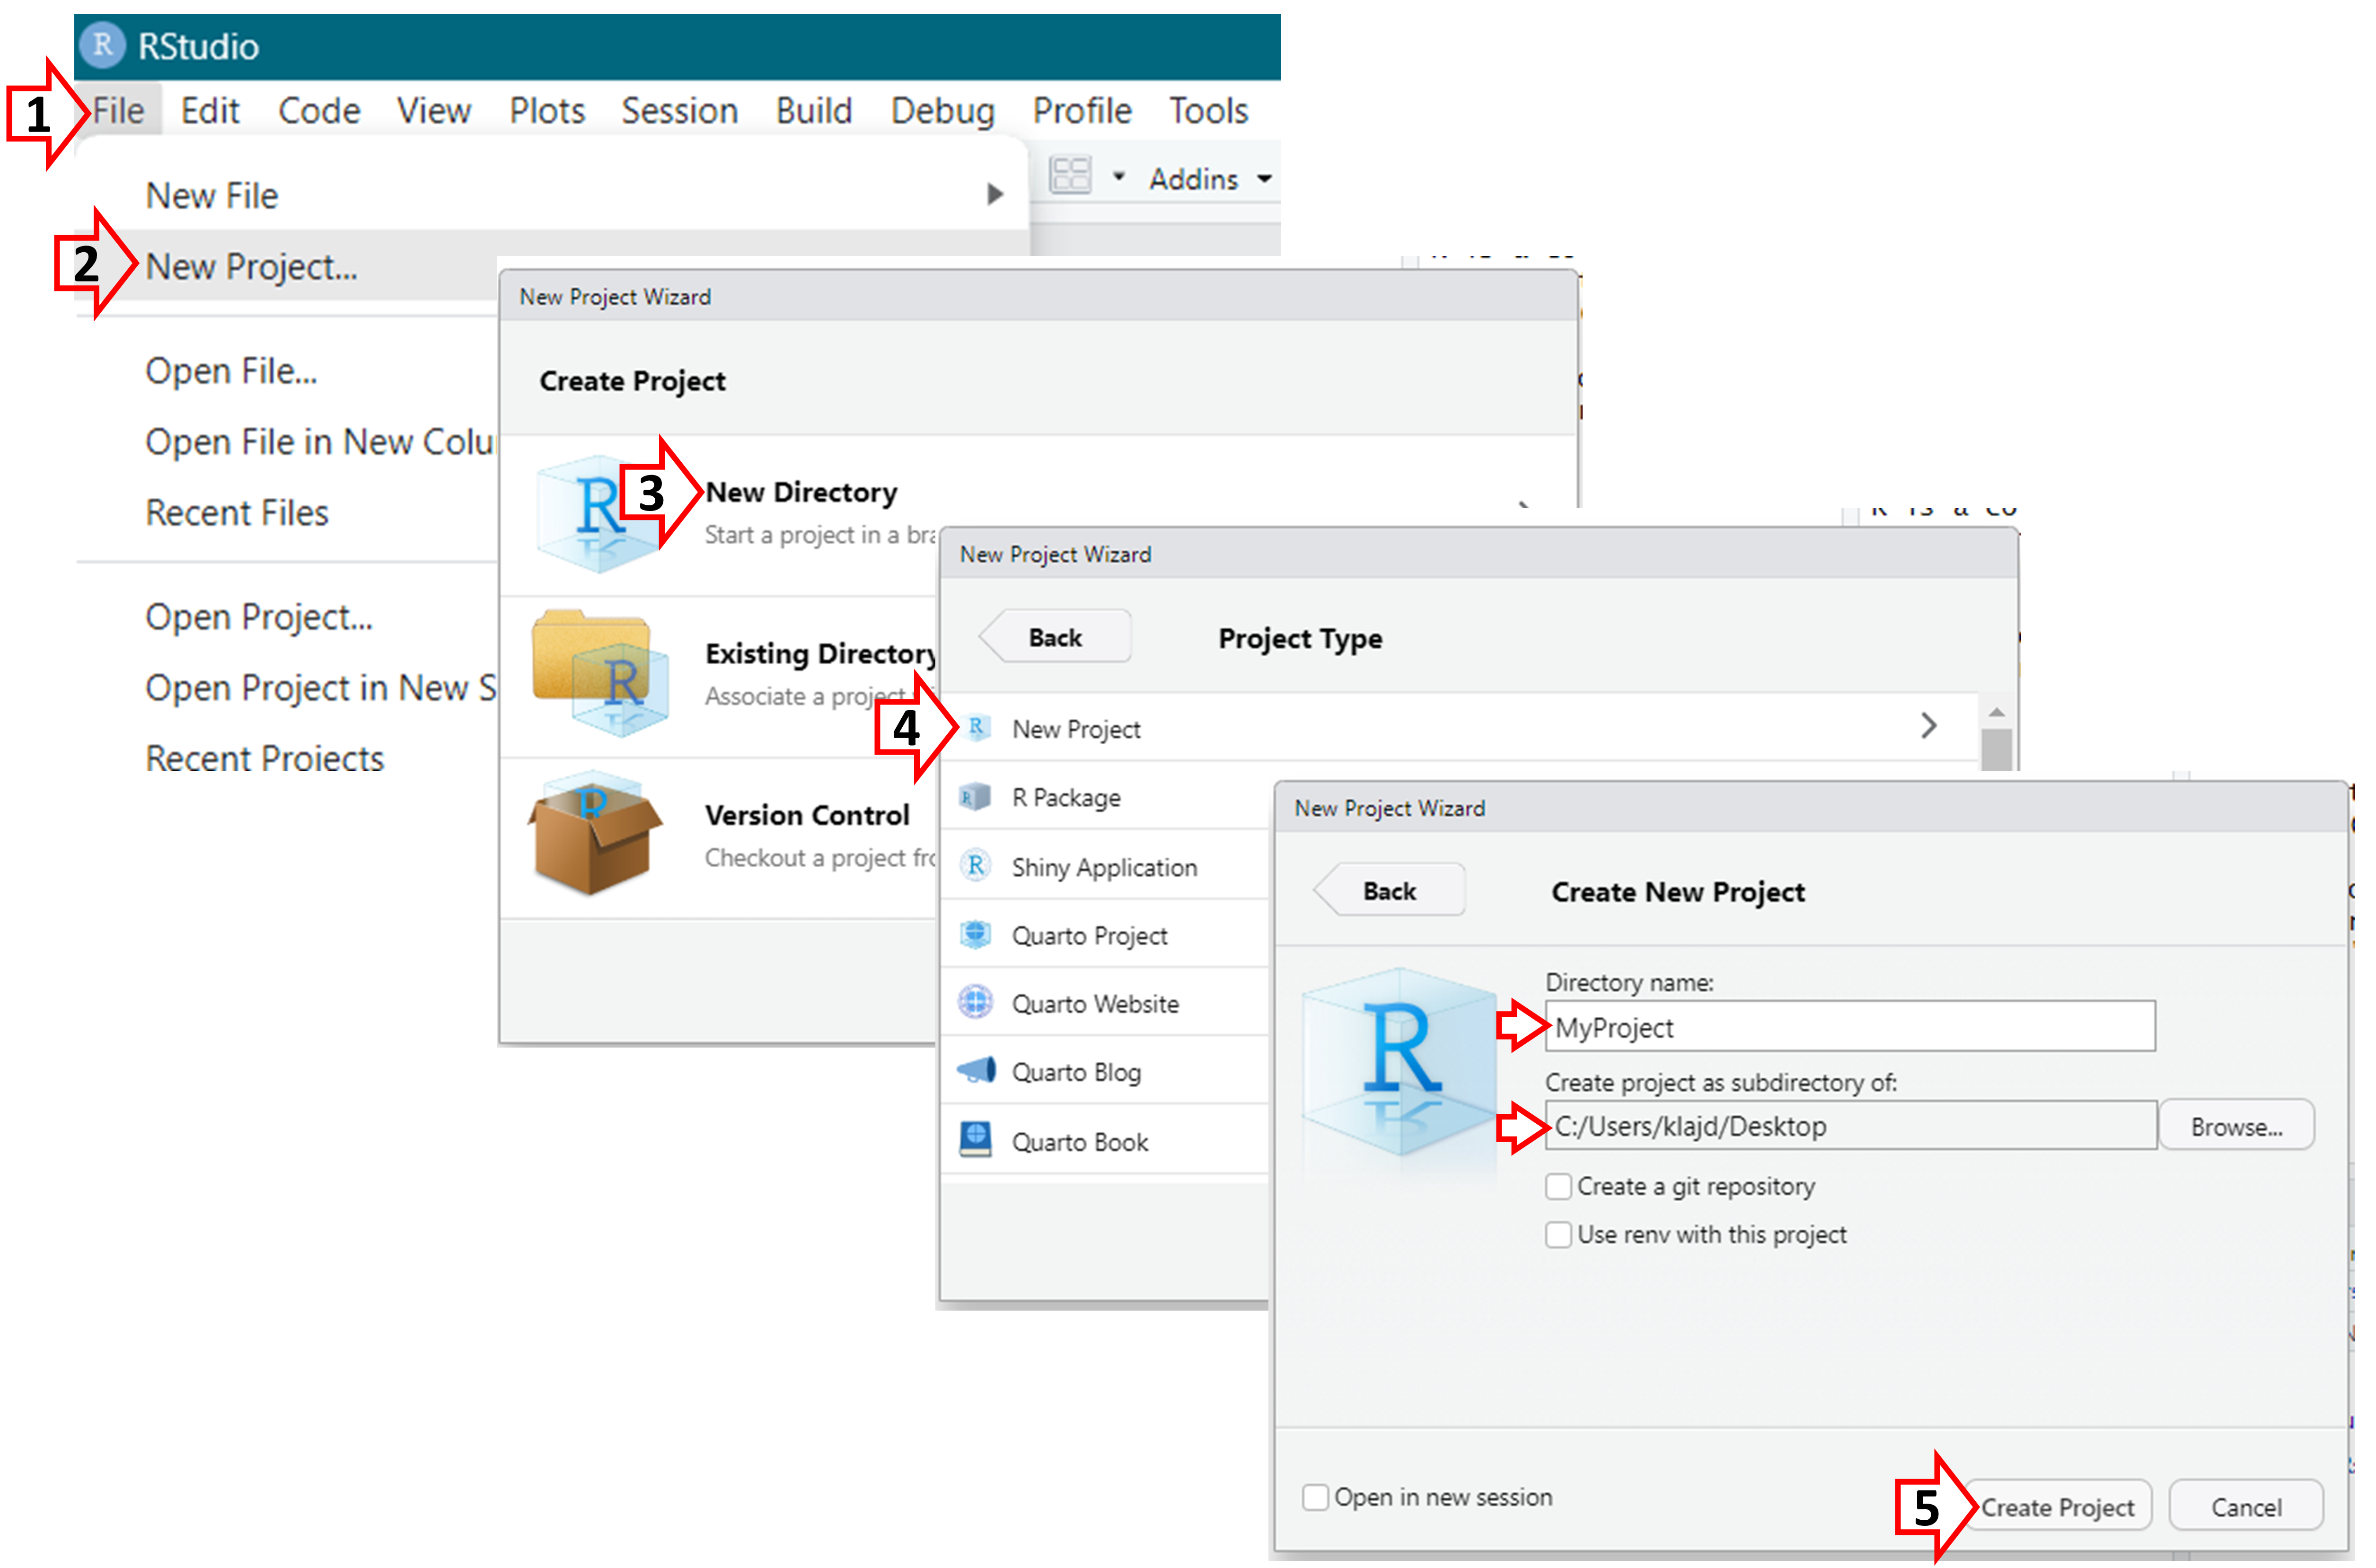 R RStudio
1 File Edit Code View Plots Session Build Debug Profile Tools
New File
Addins
2 New Project...
Open File...
Open File in New Colu
Recent Files
Open Project...
Open Project in New S
Recent Projects
New Project Wizard
Create Project
3 New Directory
Start a project in a bra
Existing Directory
Associate a project
Version Control
Checkout a project fro
New Project Wizard
Back Project Type
4 New Project
R Package
Shiny Application
Quarto Project
Quarto Website
Quarto Blog
Quarto Book
New Project Wizard
Back Create New Project
Directory name:
MyProject
Create project as subdirectory of:
C:/Users/klajd/Desktop Browse...
Create a git repository
Use renv with this project
Open in new session
5 Create Project Cancel